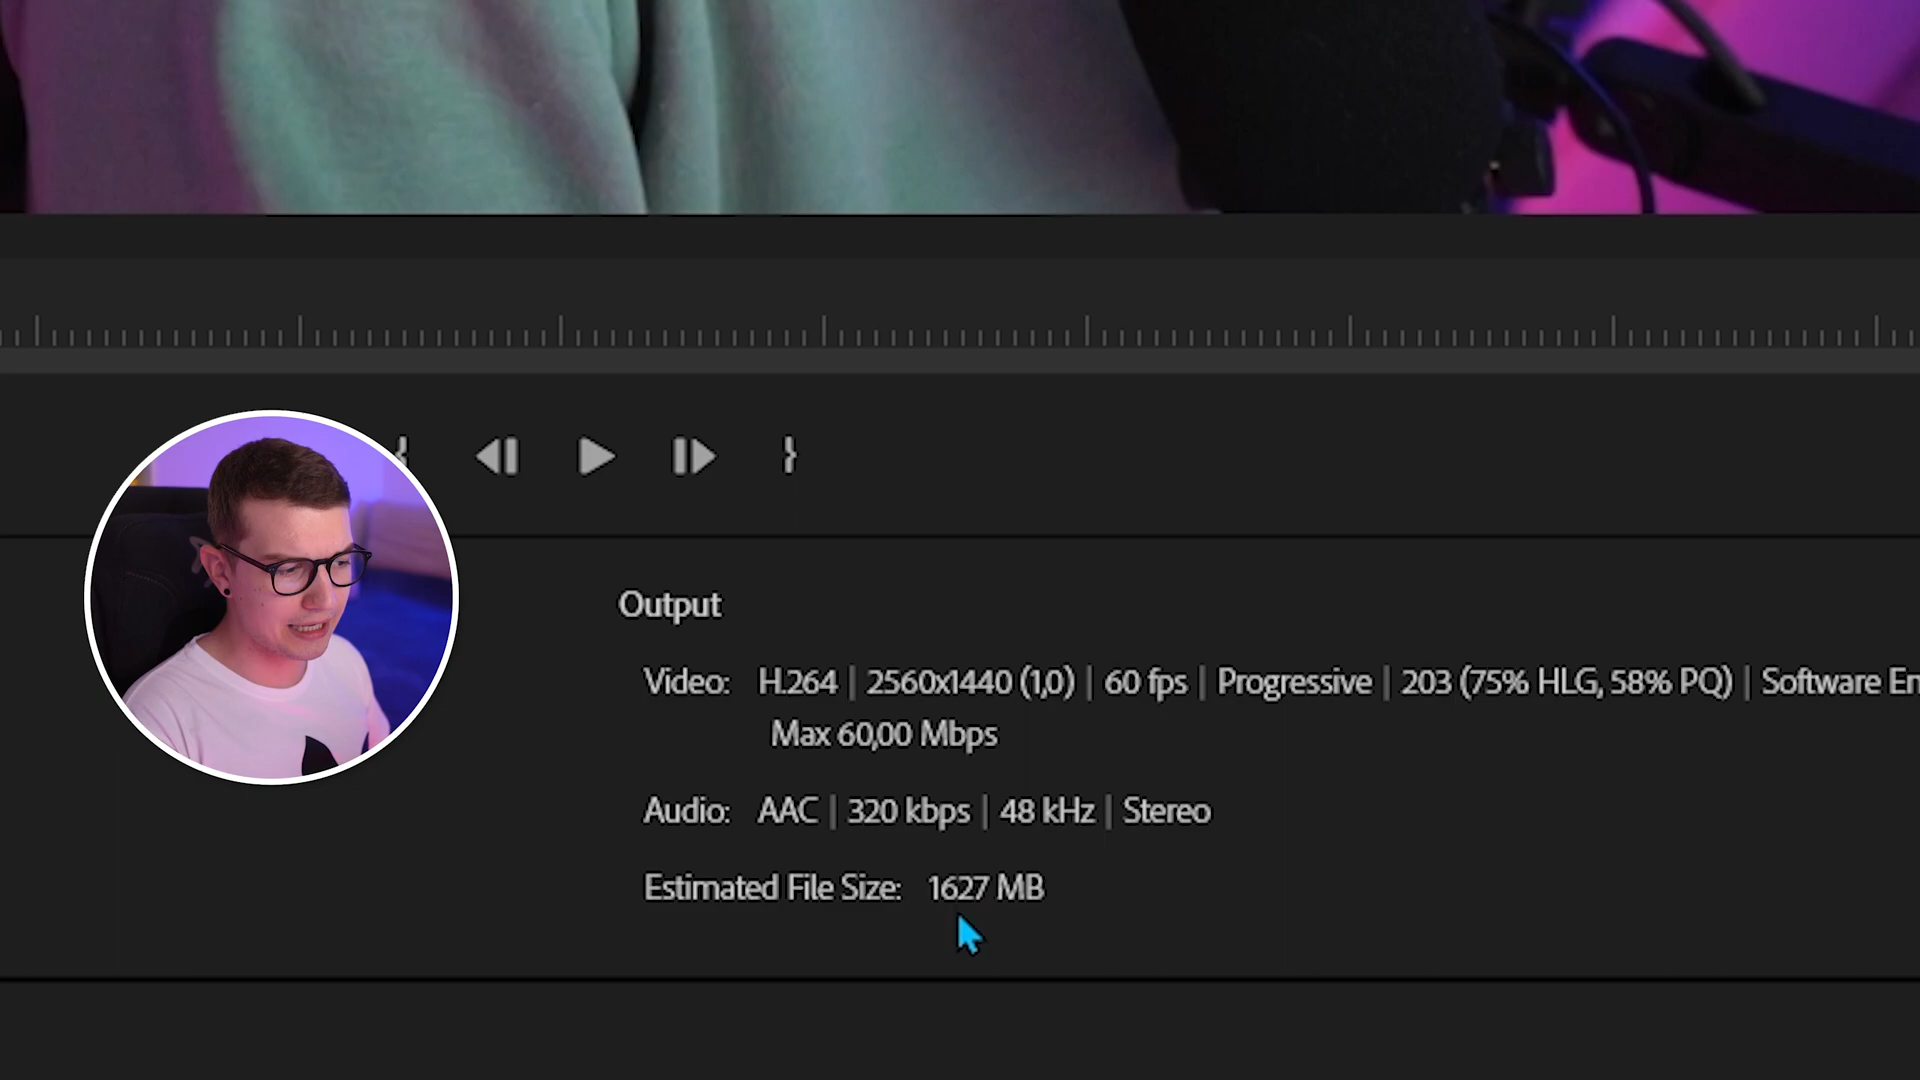 Output
Video: H.264 | 2560x1440 (1,0) | 60 fps | Progressive | 203 (75% HLG, 58% PQ) | Software
Max 60,00 Mbps
Audio: AAC | 320 kbps | 48 kHz | Stereo
Estimated File Size: 1627 MB